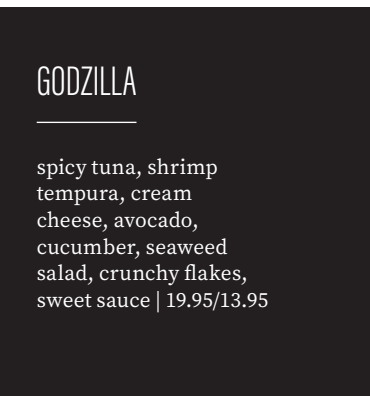 GODZILLA
spicy tuna, shrimp
tempura, cream
cheese, avocado,
cucumber, seaweed
salad, crunchy flakes,
sweet sauce | 19.95/13.95